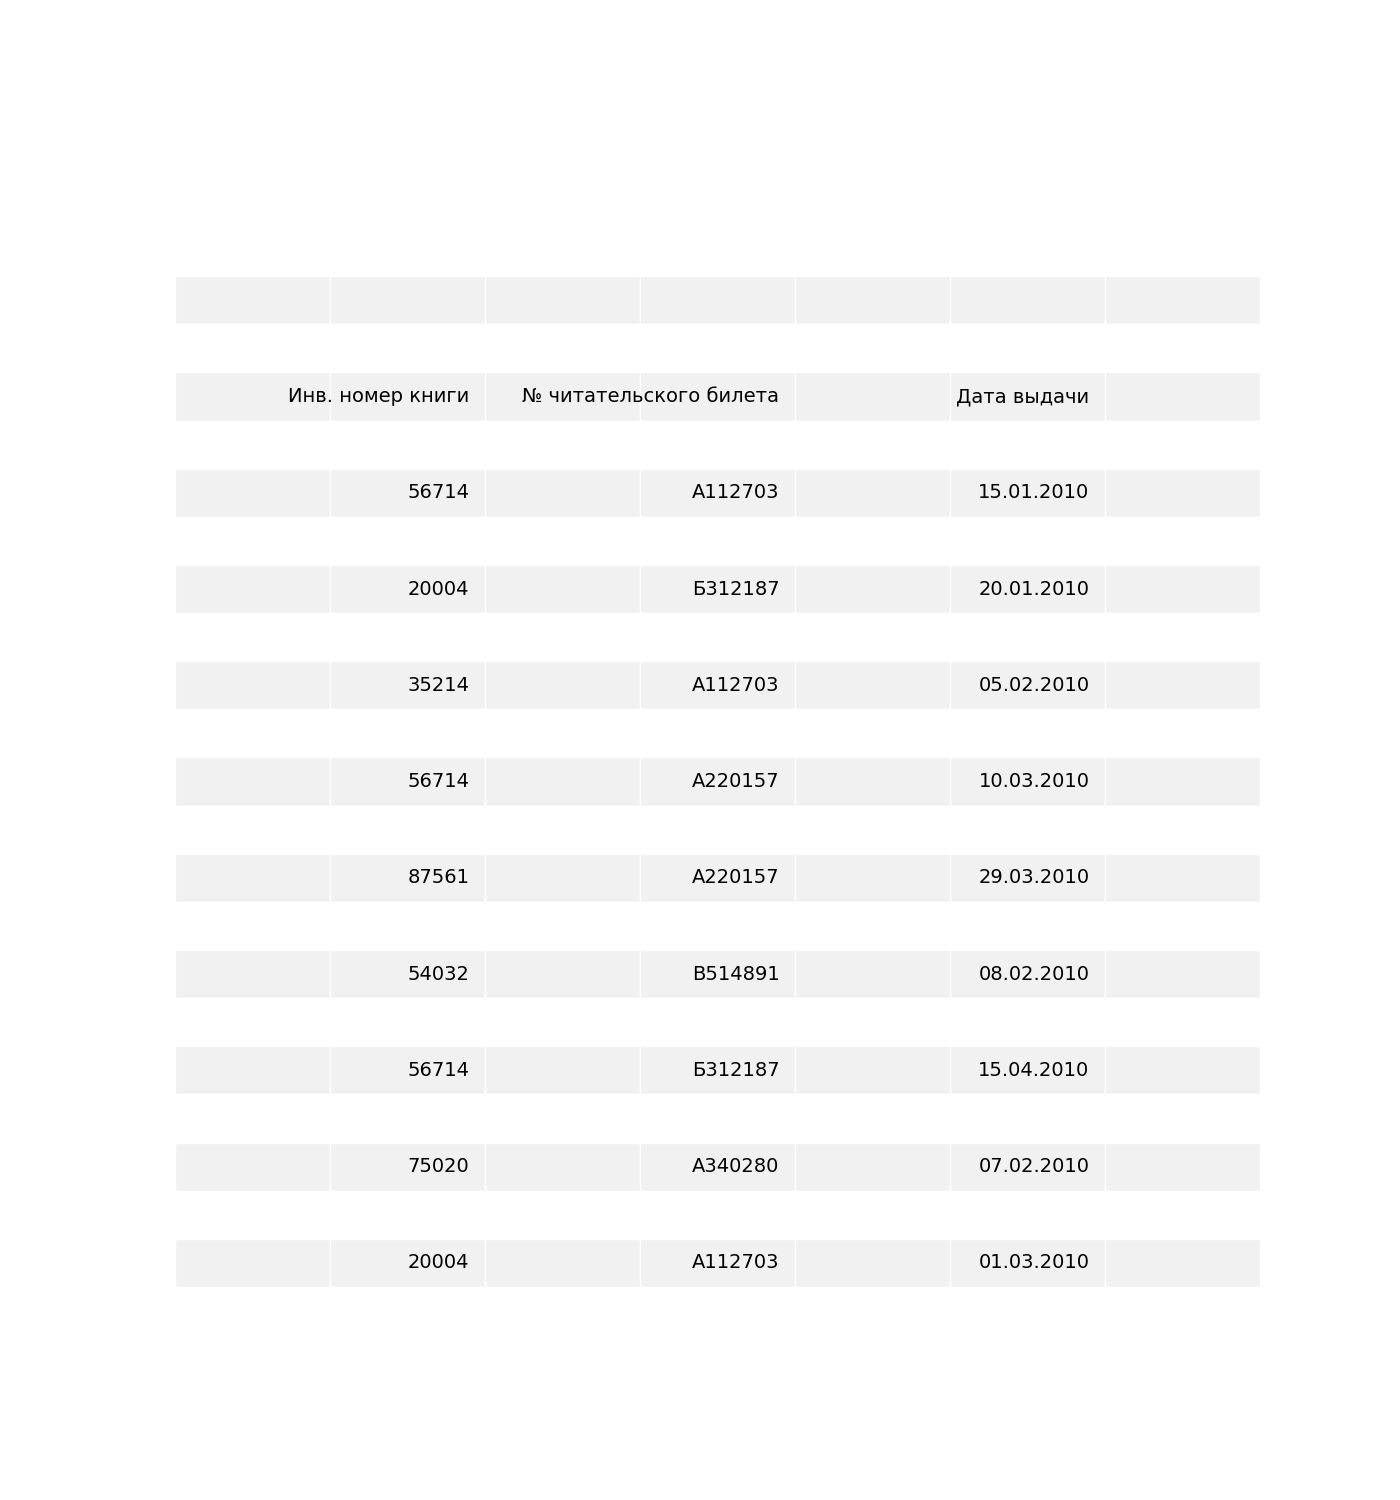 Инв. номер книги № читательского билета Дата выдачи
56714 А112703 15.01.2010
20004 Б312187 20.01.2010
35214 А112703 05.02.2010
56714 А220157 10.03.2010
87561 А220157 29.03.2010
54032 В514891 08.02.2010
56714 Б312187 15.04.2010
75020 А340280 07.02.2010
20004 А112703 01.03.2010